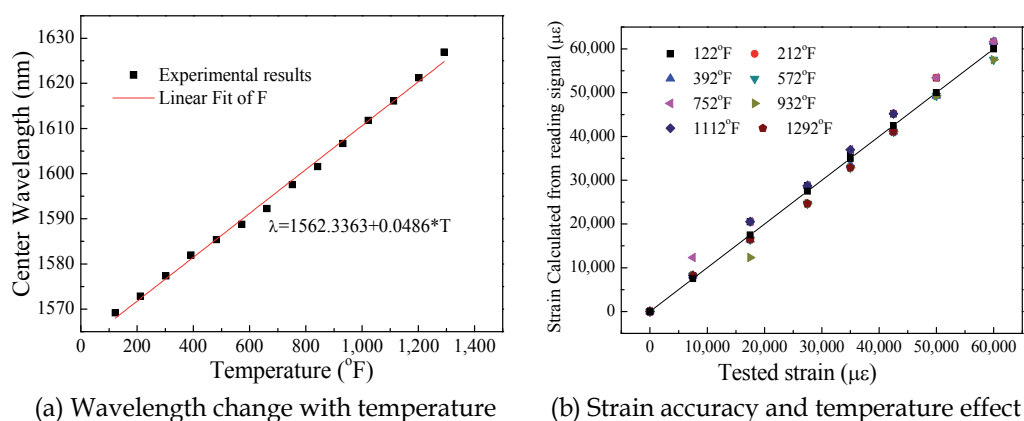 1630
1620
1610
1600
1590
1580
1570
Center Wavelength (nm)
Experimental results
Linear Fit of F
λ=1562.3363+0.0486*T
0 200 400 600 800 1,000 1,200 1,400
Temperature (°F)
(a) Wavelength change with temperature
60,000
50,000
40,000
30,000
20,000
10,000
0
Strain Calculated from reading signal (με)
122°F 212°F
392°F 572°F
752°F 932°F
1112°F 1292°F
0 10,000 20,000 30,000 40,000 50,000 60,000
Tested strain (με)
(b) Strain accuracy and temperature effect